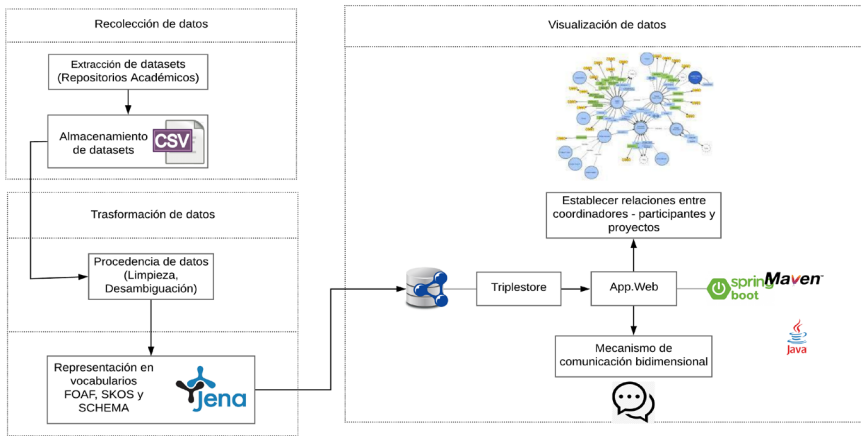 Recolección de datos
Extracción de datasets
(Repositorios Académicos)
Almacenamiento
de datasets
CSV
Trasformación de datos
Procedencia de datos
(Limpieza,
Desambiguación)
Representación en
vocabularios
FOAF, SKOS y
SCHEMA
Jena
Visualización de datos
Establecer relaciones entre
coordinadores - participantes y
proyectos
Triplestore
App.Web
spring
boot
Maven™
Java
Mecanismo de
comunicación bidimensional